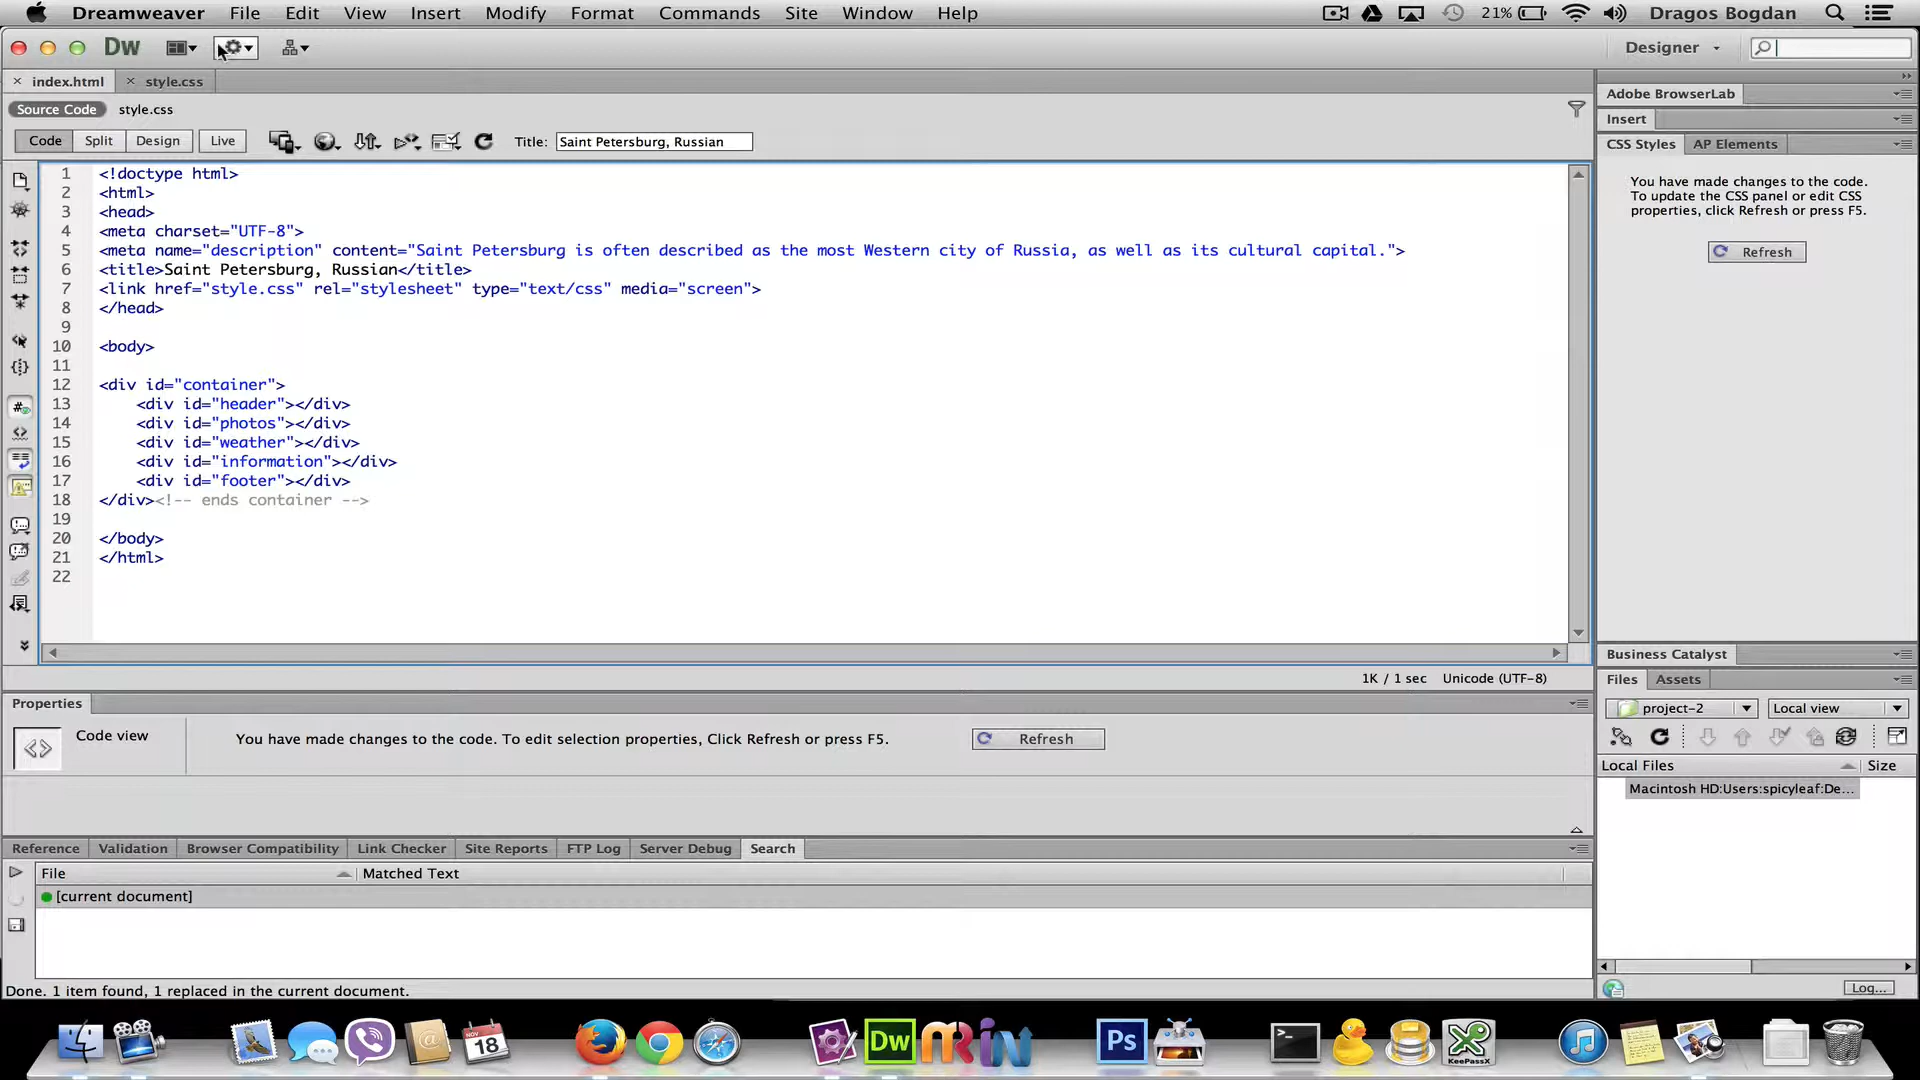 Dreamweaver File Edit View Insert Modify Format Commands Site Window Help 21% Dragos Bogdan
Dw Designer
index.html style.css
Source Code style.css
Code Split Design Live Title: Saint Petersburg, Russian
1 <!doctype html>
2 <html>
3 <head>
4 <meta charset="UTF-8">
5 <meta name="description" content="Saint Petersburg is often described as the most Western city of Russia, as well as its cultural capital.">
6 <title>Saint Petersburg, Russian</title>
7 <link href="style.css" rel="stylesheet" type="text/css" media="screen">
8 </head>
9
10 <body>
11
12 <div id="container">
13 <div id="header"></div>
14 <div id="photos"></div>
15 <div id="weather"></div>
16 <div id="information"></div>
17 <div id="footer"></div>
18 </div><!-- ends container -->
19
20 </body>
21 </html>
22
1K / 1 sec Unicode (UTF-8)
Properties
Code view You have made changes to the code. To edit selection properties, Click Refresh or press F5. Refresh
Reference Validation Browser Compatibility Link Checker Site Reports FTP Log Server Debug Search
File Matched Text
[current document]
Done. 1 item found, 1 replaced in the current document.
Adobe BrowserLab
Insert
CSS Styles AP Elements
You have made changes to the code.
To update the CSS panel or edit CSS
properties, click Refresh or press F5.
Refresh
Business Catalyst
Files Assets
project-2 Local view
Local Files Size
Macintosh HD:Users:spicyleaf:De...
Log...
NOV
18
Dw
Ps
KeePassX